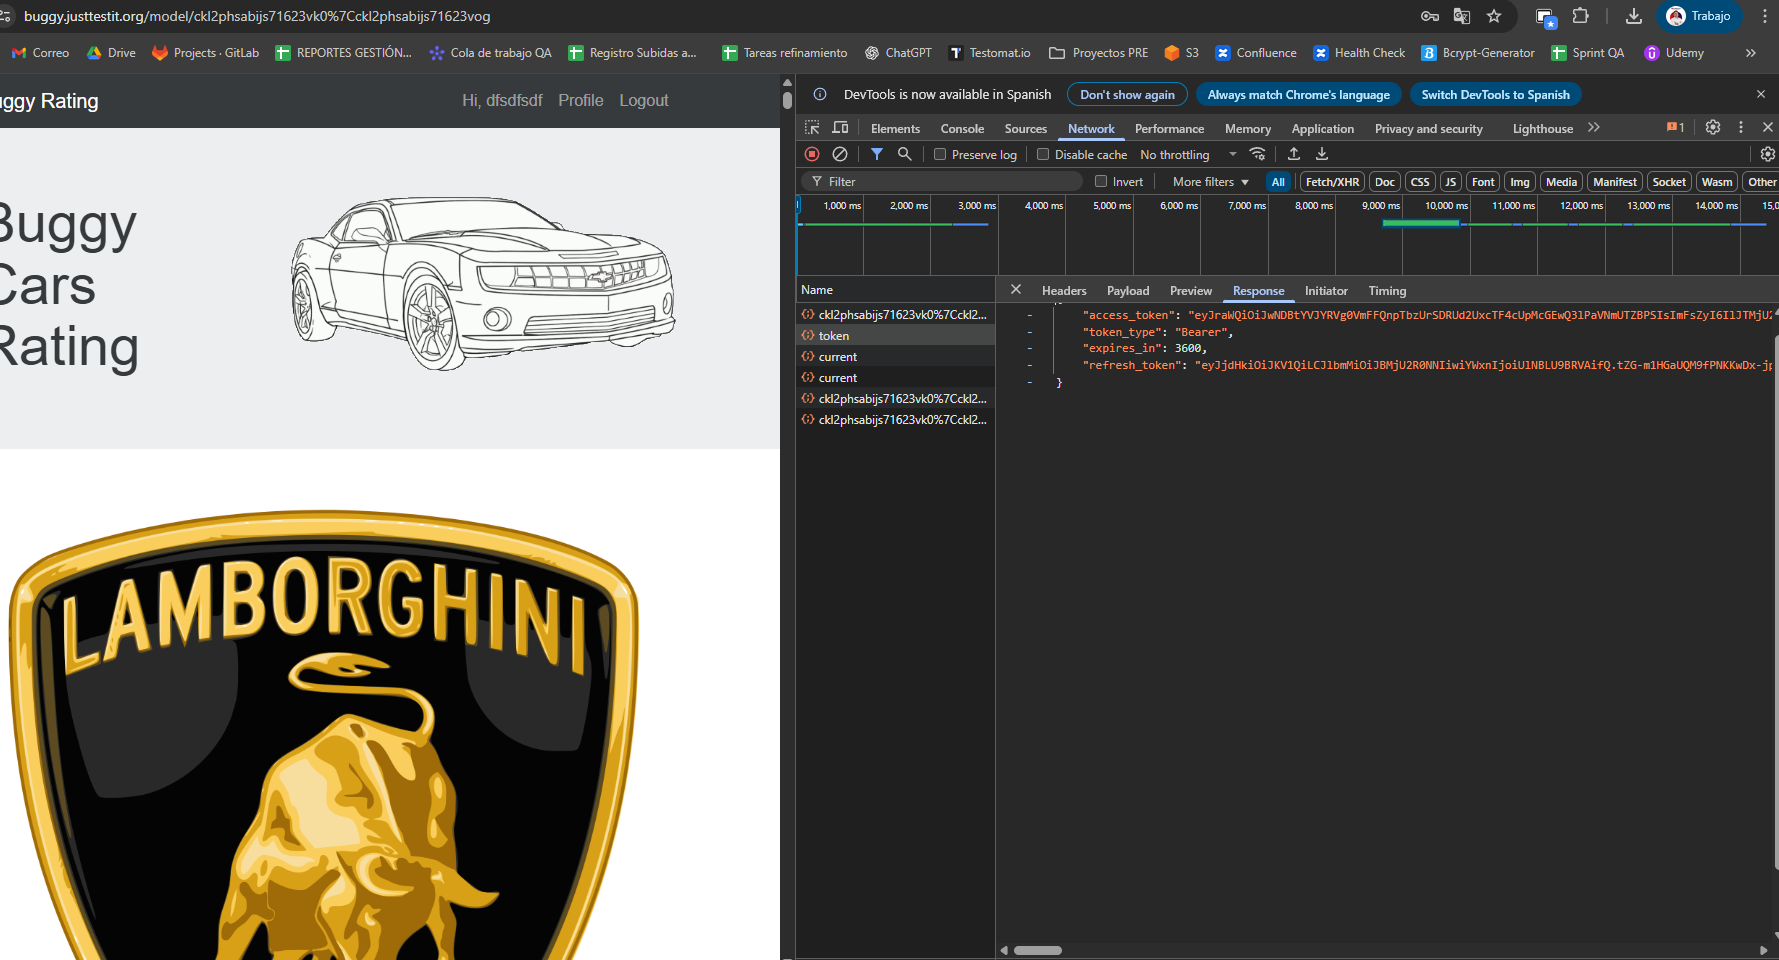 buggy.justtestit.org/model/ckl2phsabijs71623vk0%7Cckl2phsabijs71623vog
Trabajo
Correo Drive Projects · GitLab REPORTES GESTIÓN... Cola de trabajo QA Registro Subidas a... Tareas refinamiento ChatGPT Testomat.io Proyectos PRE S3 Confluence Health Check Bcrypt-Generator Sprint QA Udemy »
uggy Rating Hi, dfsdfsdf Profile Logout
Buggy
Cars
Rating
LAMBORGHINI
DevTools is now available in Spanish Don't show again Always match Chrome's language Switch DevTools to Spanish
Elements Console Sources Network Performance Memory Application Privacy and security Lighthouse » 1
Preserve log Disable cache No throttling
Filter Invert More filters All Fetch/XHR Doc CSS JS Font Img Media Manifest Socket Wasm Other
1,000 ms 2,000 ms 3,000 ms 4,000 ms 5,000 ms 6,000 ms 7,000 ms 8,000 ms 9,000 ms 10,000 ms 11,000 ms 12,000 ms 13,000 ms 14,000 ms 15,0
Name
ckl2phsabijs71623vk0%7Cckl2...
token
current
current
ckl2phsabijs71623vk0%7Cckl2...
ckl2phsabijs71623vk0%7Cckl2...
Headers Payload Preview Response Initiator Timing
- "access_token":
- "token_type": "Bearer",
- "expires_in": 3600,
- "refresh_token":
- }